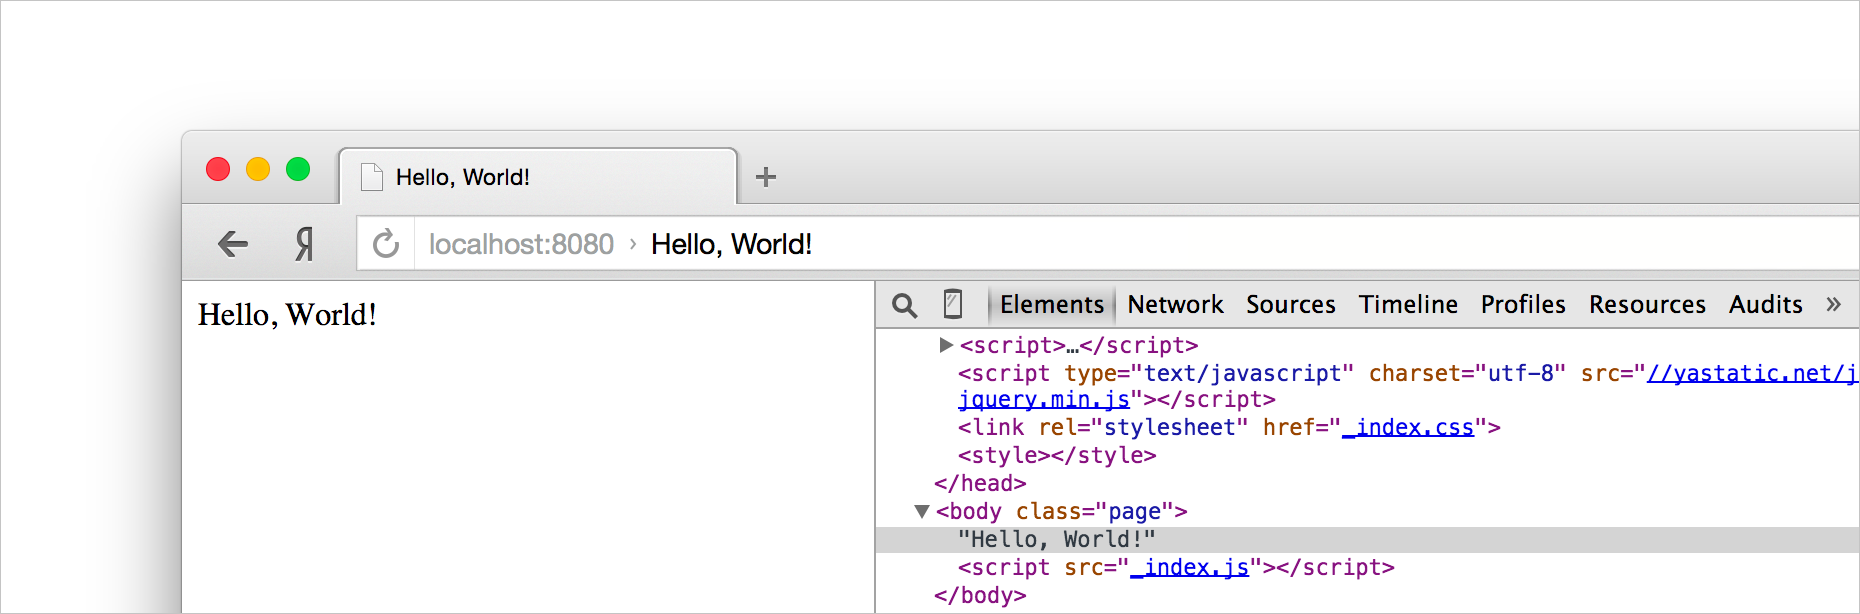 Hello, World!
Я localhost:8080 › Hello, World!
Hello, World!
Elements Network Sources Timeline Profiles Resources Audits »
<script>…</script>
<script type="text/javascript" charset="utf-8" src="//yastatic.net/j
jquery.min.js"></script>
<link rel="stylesheet" href="_index.css">
<style></style>
</head>
<body class="page">
"Hello, World!"
<script src="_index.js"></script>
</body>